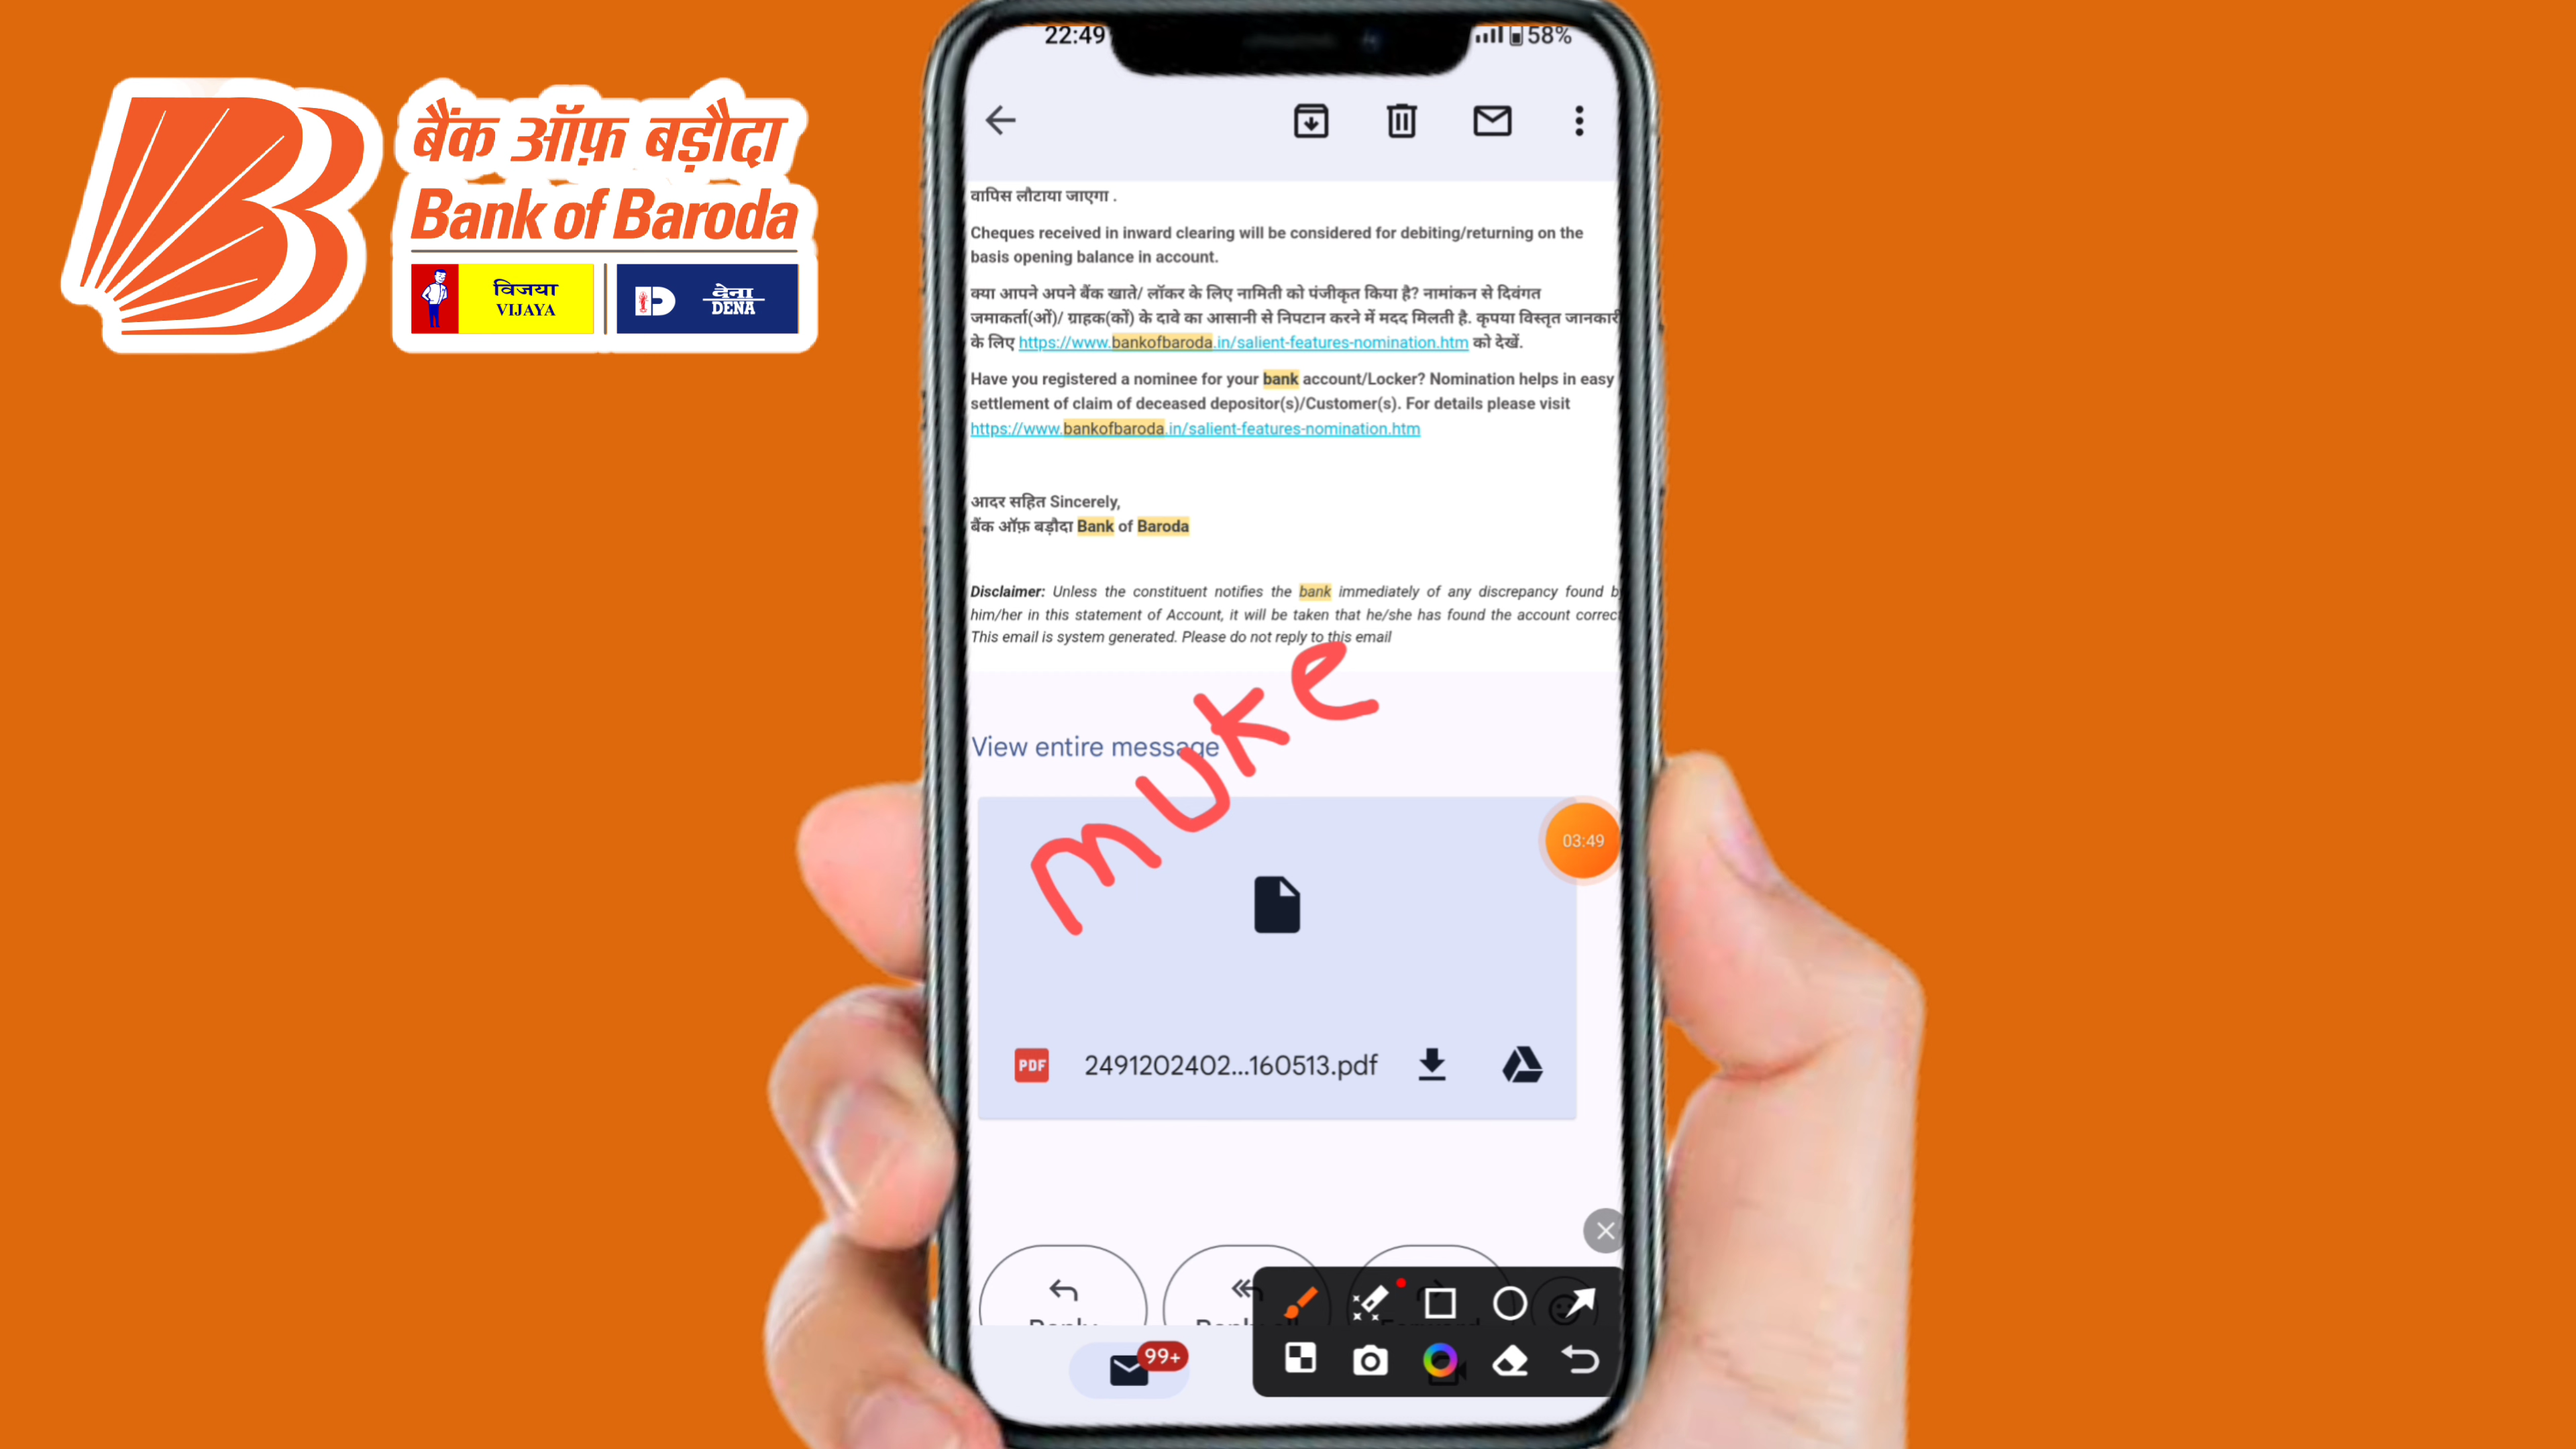 बैंक ऑफ़ बड़ौदा
Bank of Baroda
विजया
VIJAYA
देना
DENA
22:49
58%
वापिस लौटाया जाएगा .
Cheques received in inward clearing will be considered for debiting/returning on the
basis opening balance in account.
क्या आपने अपने बैंक खाते/ लॉकर के लिए नामिती को पंजीकृत किया है? नामांकन से दिवंगत
जमाकर्ता(ओं)/ ग्राहक(कों) के दावे का आसानी से निपटान करने में मदद मिलती है. कृपया विस्तृत जानकारी
के लिए https://www.bankofbaroda.in/salient-features-nomination.htm को देखें.
Have you registered a nominee for your bank account/Locker? Nomination helps in easy
settlement of claim of deceased depositor(s)/Customer(s). For details please visit
https://www.bankofbaroda.in/salient-features-nomination.htm
आदर सहित Sincerely,
बैंक ऑफ़ बड़ौदा Bank of Baroda
Disclaimer: Unless the constituent notifies the bank immediately of any discrepancy found
him/her in this statement of Account, it will be taken that he/she has found the account correct
This email is system generated. Please do not reply to this email
muke
View entire message
03:49
PDF
2491202402...160513.pdf
99+